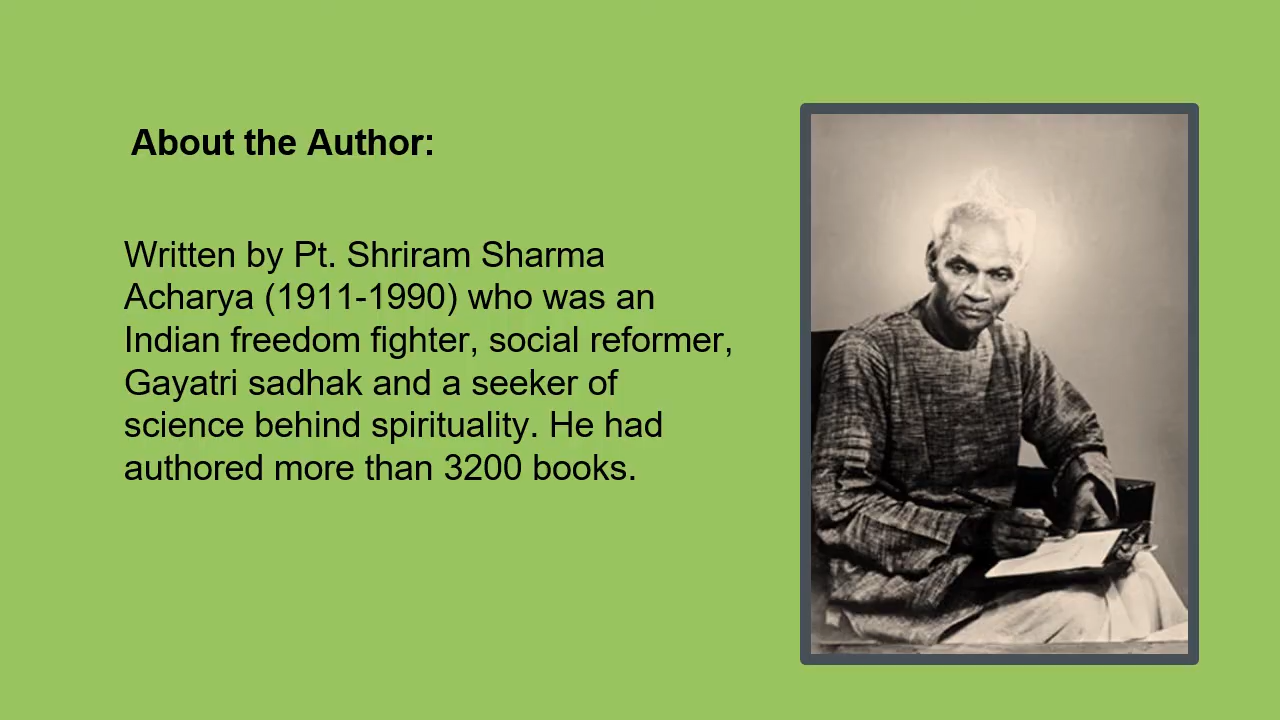 About the Author:
Written by Pt. Shriram Sharma
Acharya (1911-1990) who was an
Indian freedom fighter, social reformer,
Gayatri sadhak and a seeker of
science behind spirituality. He had
authored more than 3200 books.